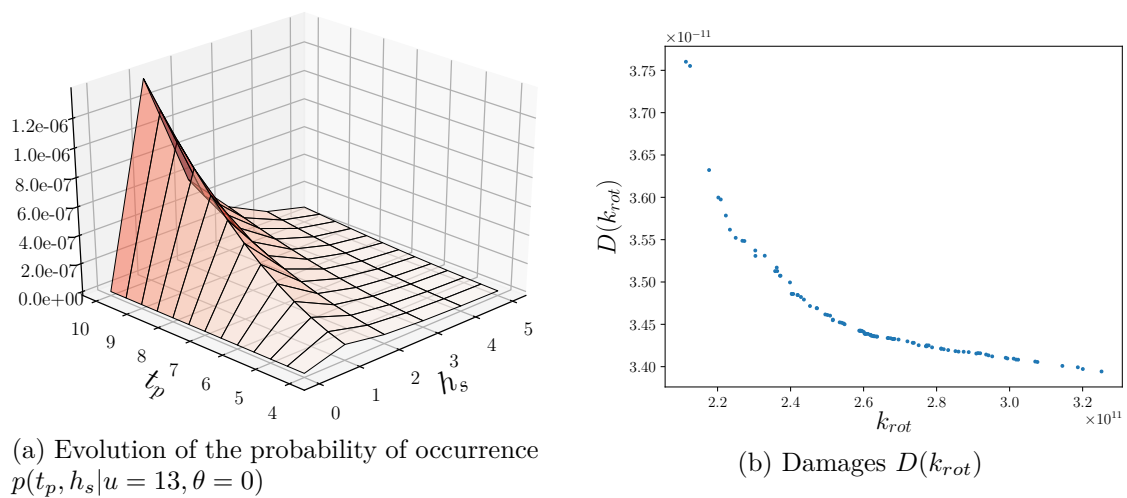 1.2e-06
1.0e-06
8.0e-07
6.0e-07
4.0e-07
2.0e-07
0.0e+00
10
9
8
7
6
5
4
t_p
0
1
2
3
4
5
h_s
(a) Evolution of the probability of occurrence
p(t_p, h_s|u = 13, θ = 0)
×10⁻¹¹
3.75
3.70
3.65
3.60
3.55
3.50
3.45
3.40
D(k_rot)
2.2
2.4
2.6
2.8
3.0
3.2
×10¹¹
k_rot
(b) Damages D(k_rot)